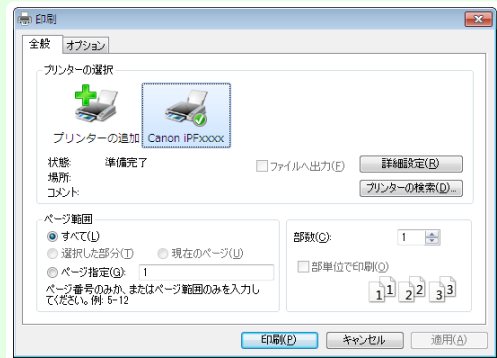 印刷
全般 オプション
プリンターの選択
プリンターの追加 Canon iPFxxxx
状態: 準備完了
場所:
コメント:
ファイルへ出力(F) 詳細設定(R)
プリンターの検索(D)...
ページ範囲
すべて(L)
選択した部分(T) 現在のページ(U)
ページ指定(G): 1
ページ番号のみか、またはページ範囲のみを入力し
てください。例: 5-12
部数(C): 1
部単位で印刷(O)
1 1 2 2 3 3
印刷(P) キャンセル 適用(A)